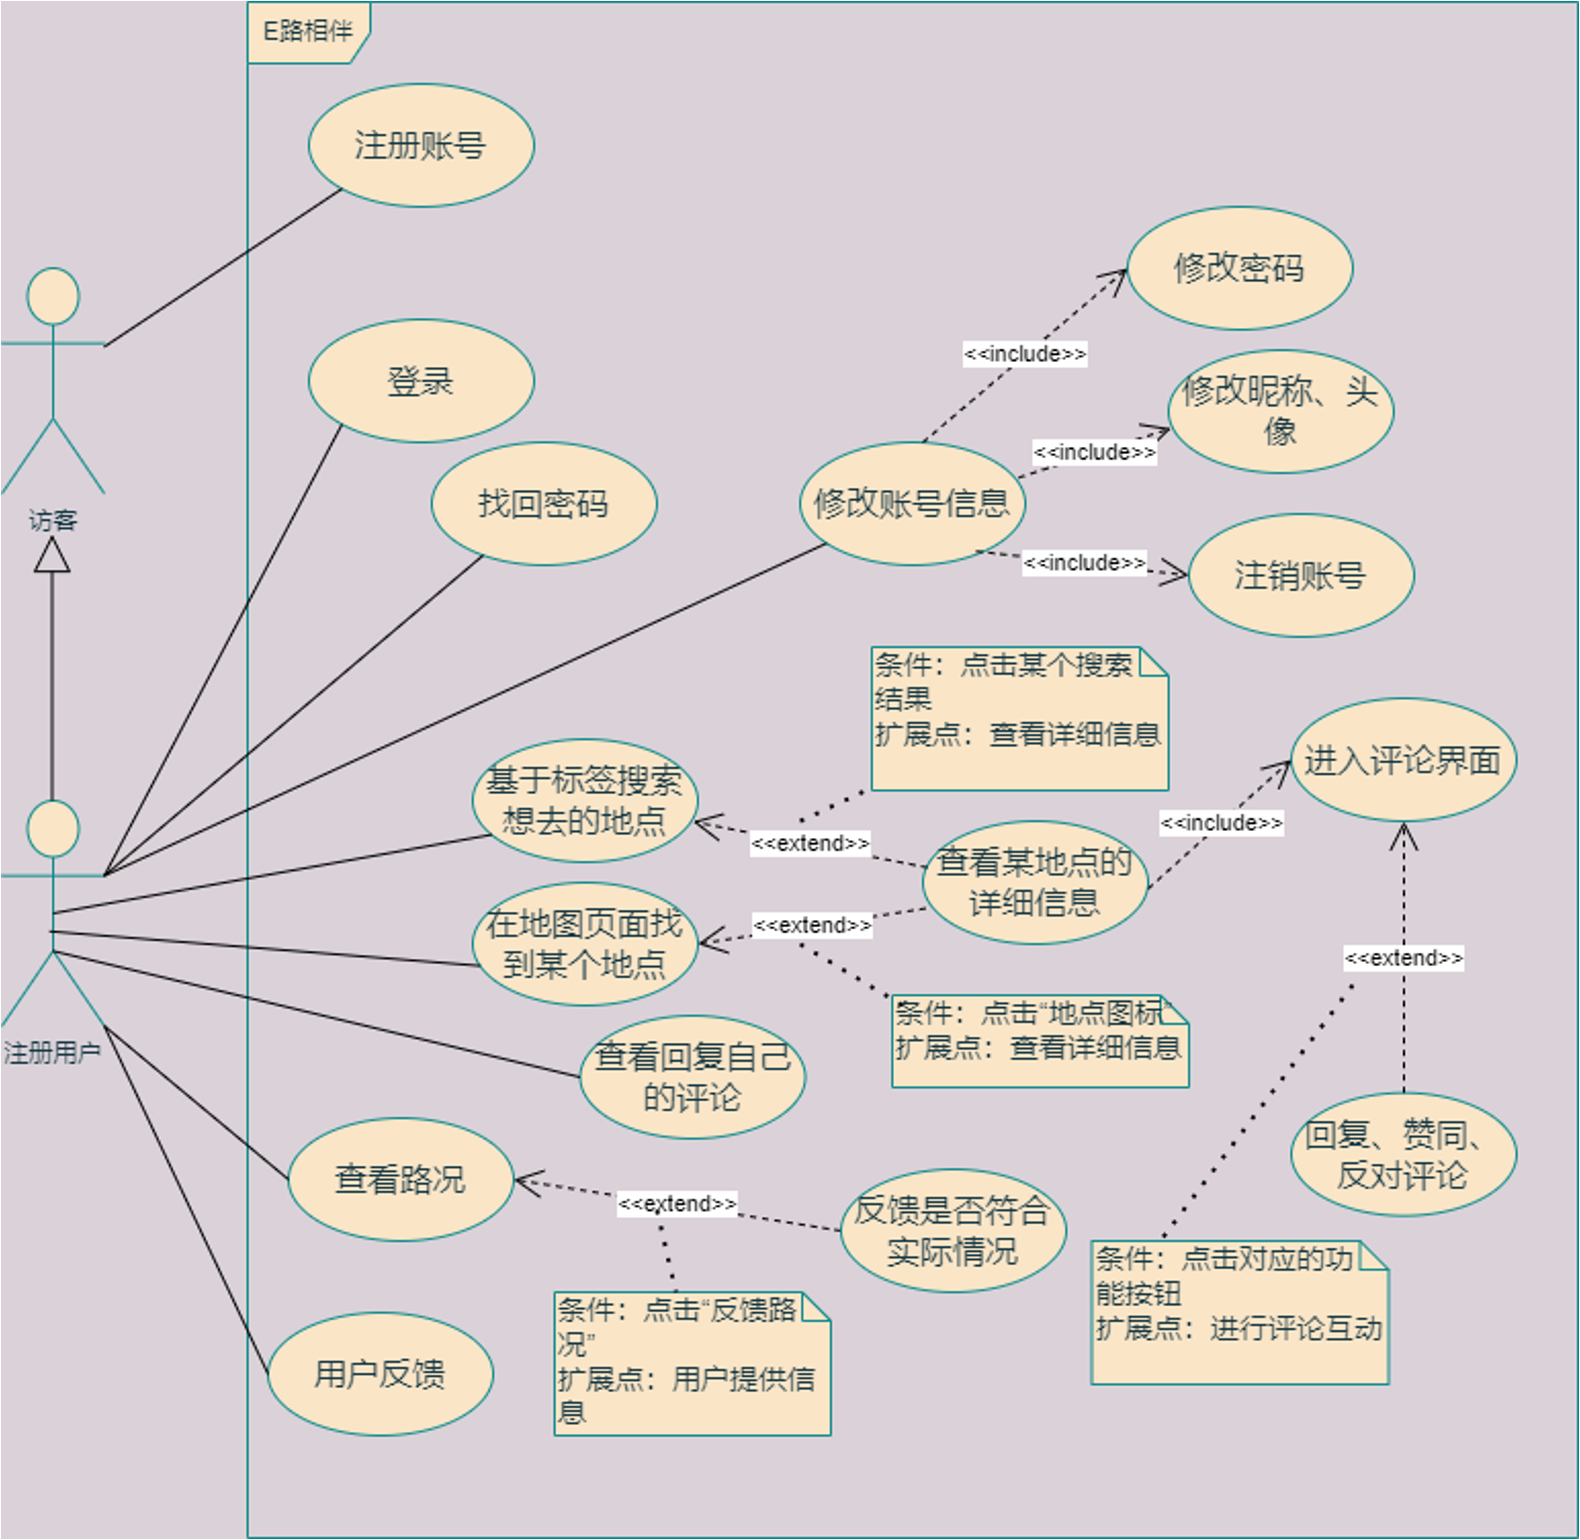 E路相伴
注册账号
修改密码
<<include>>
登录
修改昵称、头
像
<<include>>
找回密码
修改账号信息
访客
<<include>>
注销账号
条件：点击某个搜索
结果
扩展点：查看详细信息
进入评论界面
基于标签搜索
想去的地点
<<extend>>
<<include>>
查看某地点的
详细信息
在地图页面找
到某个地点
<<extend>>
<<extend>>
条件：点击“地点图标”
扩展点：查看详细信息
注册用户
查看回复自己
的评论
回复、赞同、
反对评论
查看路况
<<extend>>
反馈是否符合
实际情况
条件：点击对应的功
能按钮
扩展点：进行评论互动
条件：点击“反馈路
况”
扩展点：用户提供信
息
用户反馈